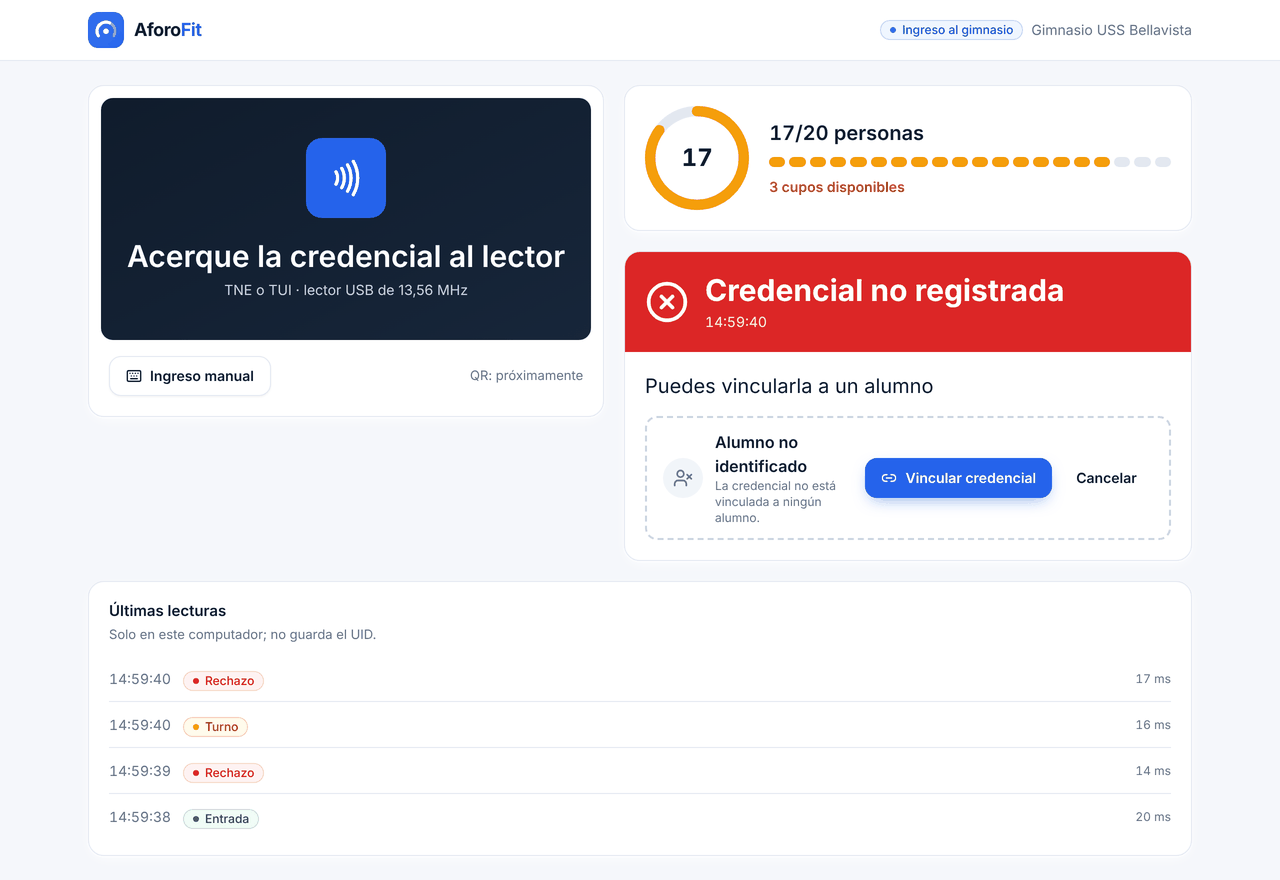 AforoFit
Ingreso al gimnasio
Gimnasio USS Bellavista
Acerque la credencial al lector
TNE o TUI · lector USB de 13,56 MHz
Ingreso manual
QR: próximamente
17
17/20 personas
3 cupos disponibles
Credencial no registrada
14:59:40
Puedes vincularla a un alumno
Alumno no
identificado
La credencial no está
vinculada a ningún
alumno.
Vincular credencial
Cancelar
Últimas lecturas
Solo en este computador; no guarda el UID.
14:59:40 Rechazo 17 ms
14:59:40 Turno 16 ms
14:59:39 Rechazo 14 ms
14:59:38 Entrada 20 ms